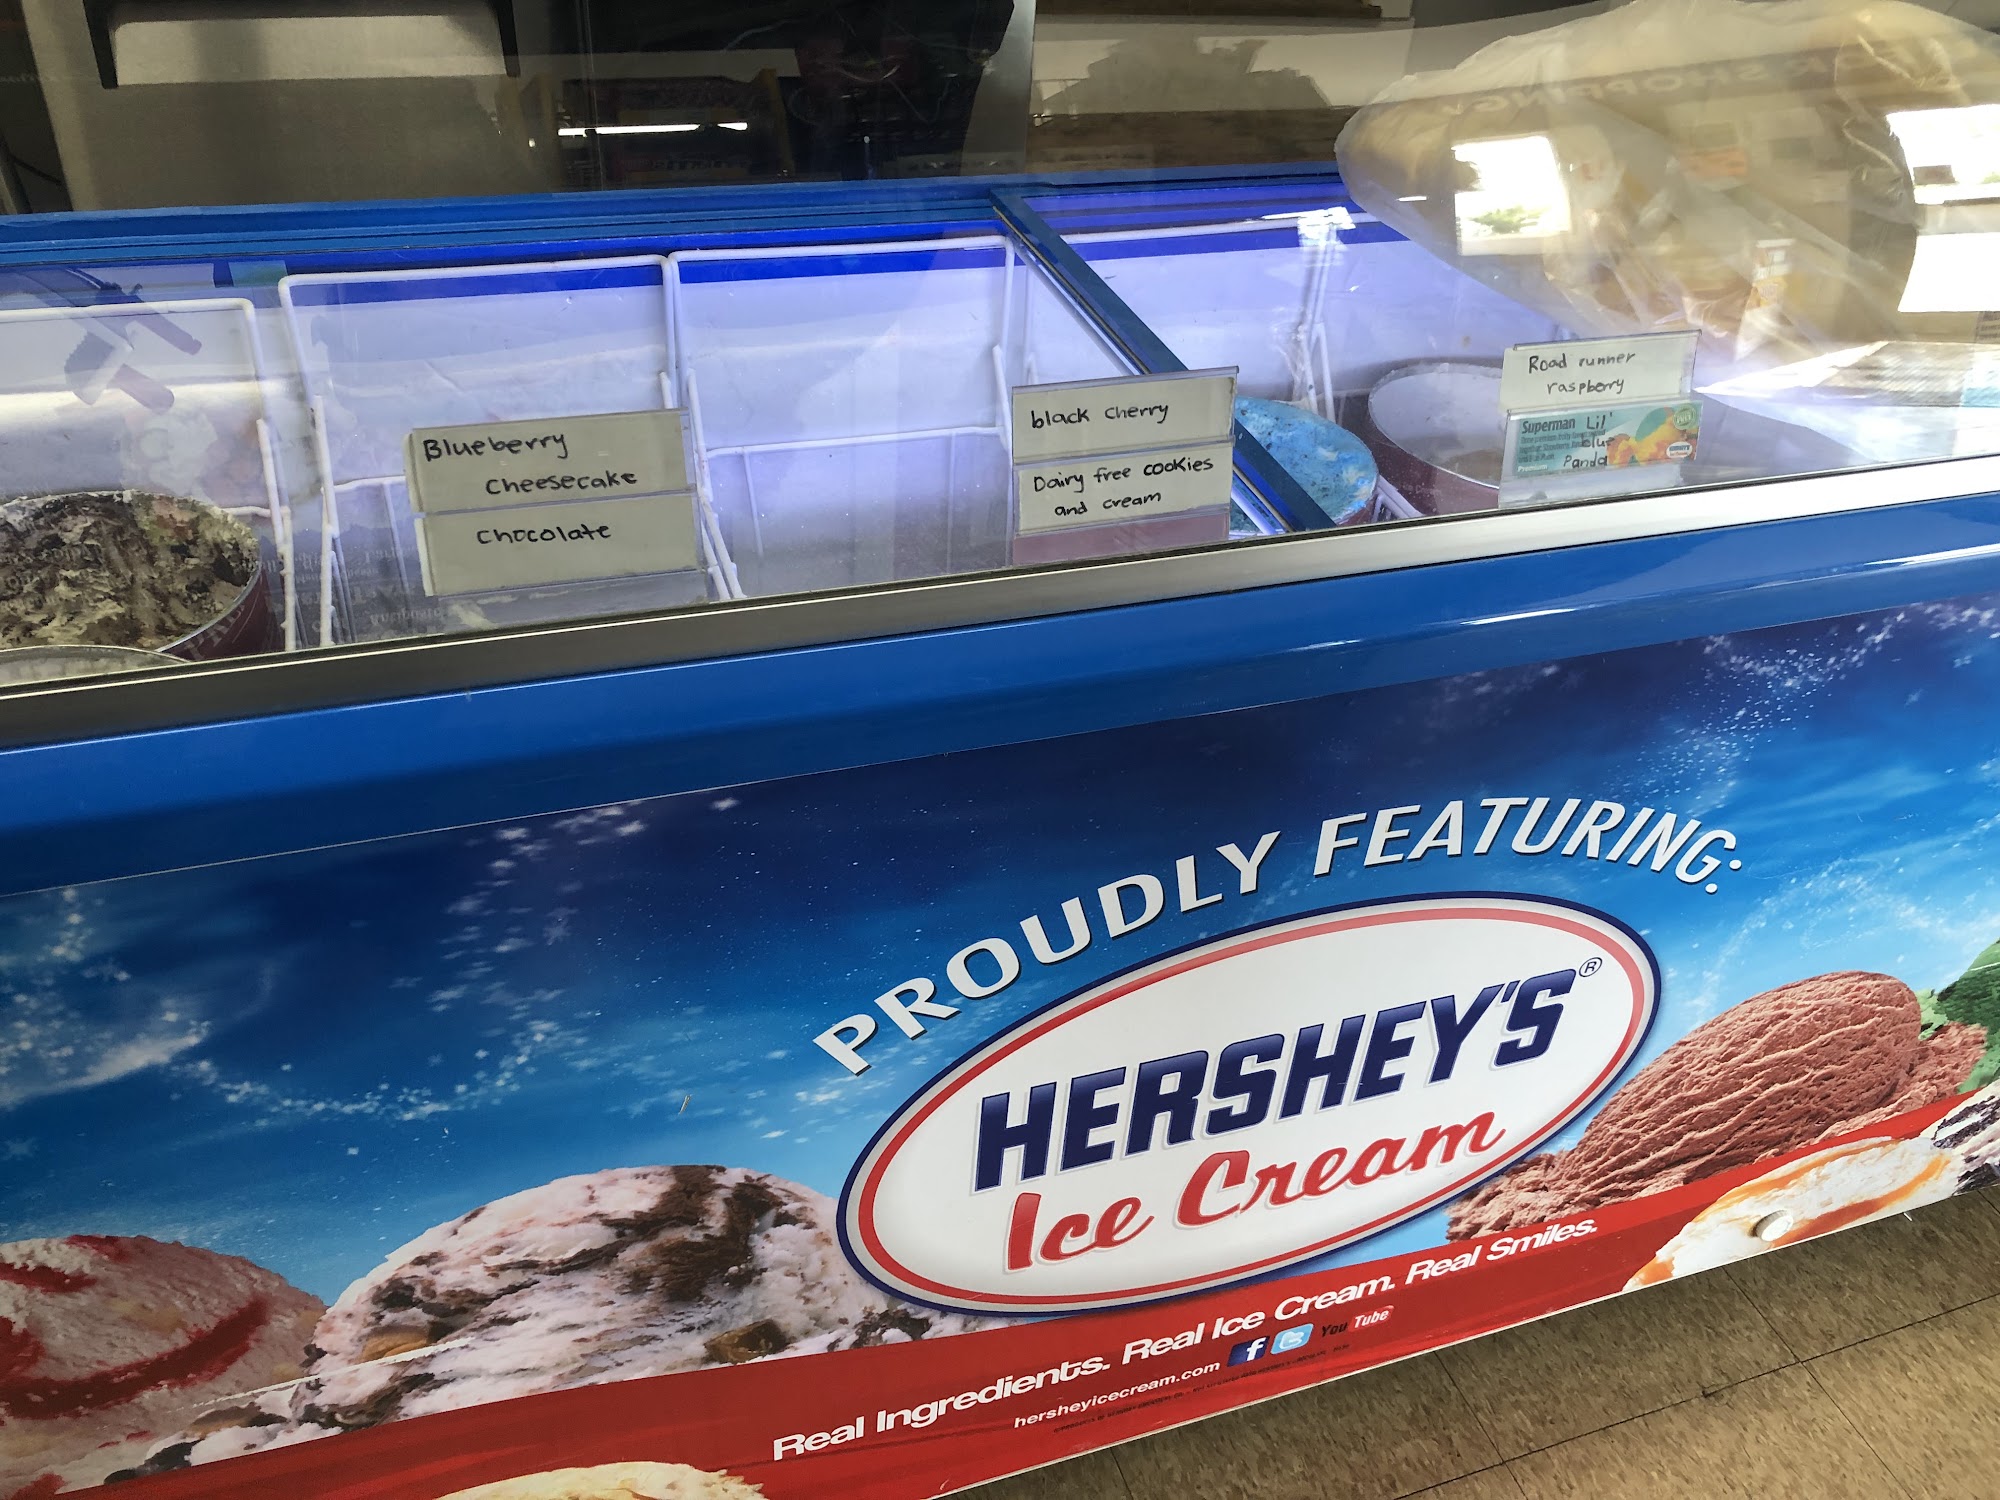 Blueberry
Cheesecake
Chocolate
black cherry
Dairy free cookies
and cream
Road runner
raspberry
Superman Lil'
blue
Panda
Premium
PROUDLY FEATURING:
HERSHEY'S®
Ice Cream
Real Ingredients. Real Ice Cream. Real Smiles.
hersheyicecream.com f You Tube